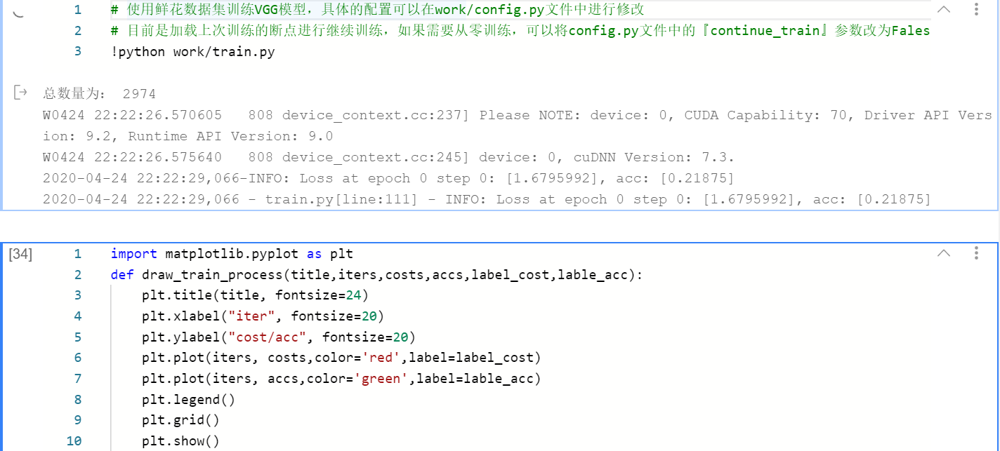 1 # 使用鲜花数据集训练VGG模型，具体的配置可以在work/config.py文件中进行修改
2 # 目前是加载上次训练的断点进行继续训练，如果需要从零训练，可以将config.py文件中的『continue_train』参数改为Fales
3 !python work/train.py
总数量为： 2974
W0424 22:22:26.570605   808 device_context.cc:237] Please NOTE: device: 0, CUDA Capability: 70, Driver API Vers
ion: 9.2, Runtime API Version: 9.0
W0424 22:22:26.575640   808 device_context.cc:245] device: 0, cuDNN Version: 7.3.
2020-04-24 22:22:29,066-INFO: Loss at epoch 0 step 0: [1.6795992], acc: [0.21875]
2020-04-24 22:22:29,066 - train.py[line:111] - INFO: Loss at epoch 0 step 0: [1.6795992], acc: [0.21875]
[34] 1 import matplotlib.pyplot as plt
2 def draw_train_process(title,iters,costs,accs,label_cost,lable_acc):
3     plt.title(title, fontsize=24)
4     plt.xlabel("iter", fontsize=20)
5     plt.ylabel("cost/acc", fontsize=20)
6     plt.plot(iters, costs,color='red',label=label_cost)
7     plt.plot(iters, accs,color='green',label=lable_acc)
8     plt.legend()
9     plt.grid()
10     plt.show()